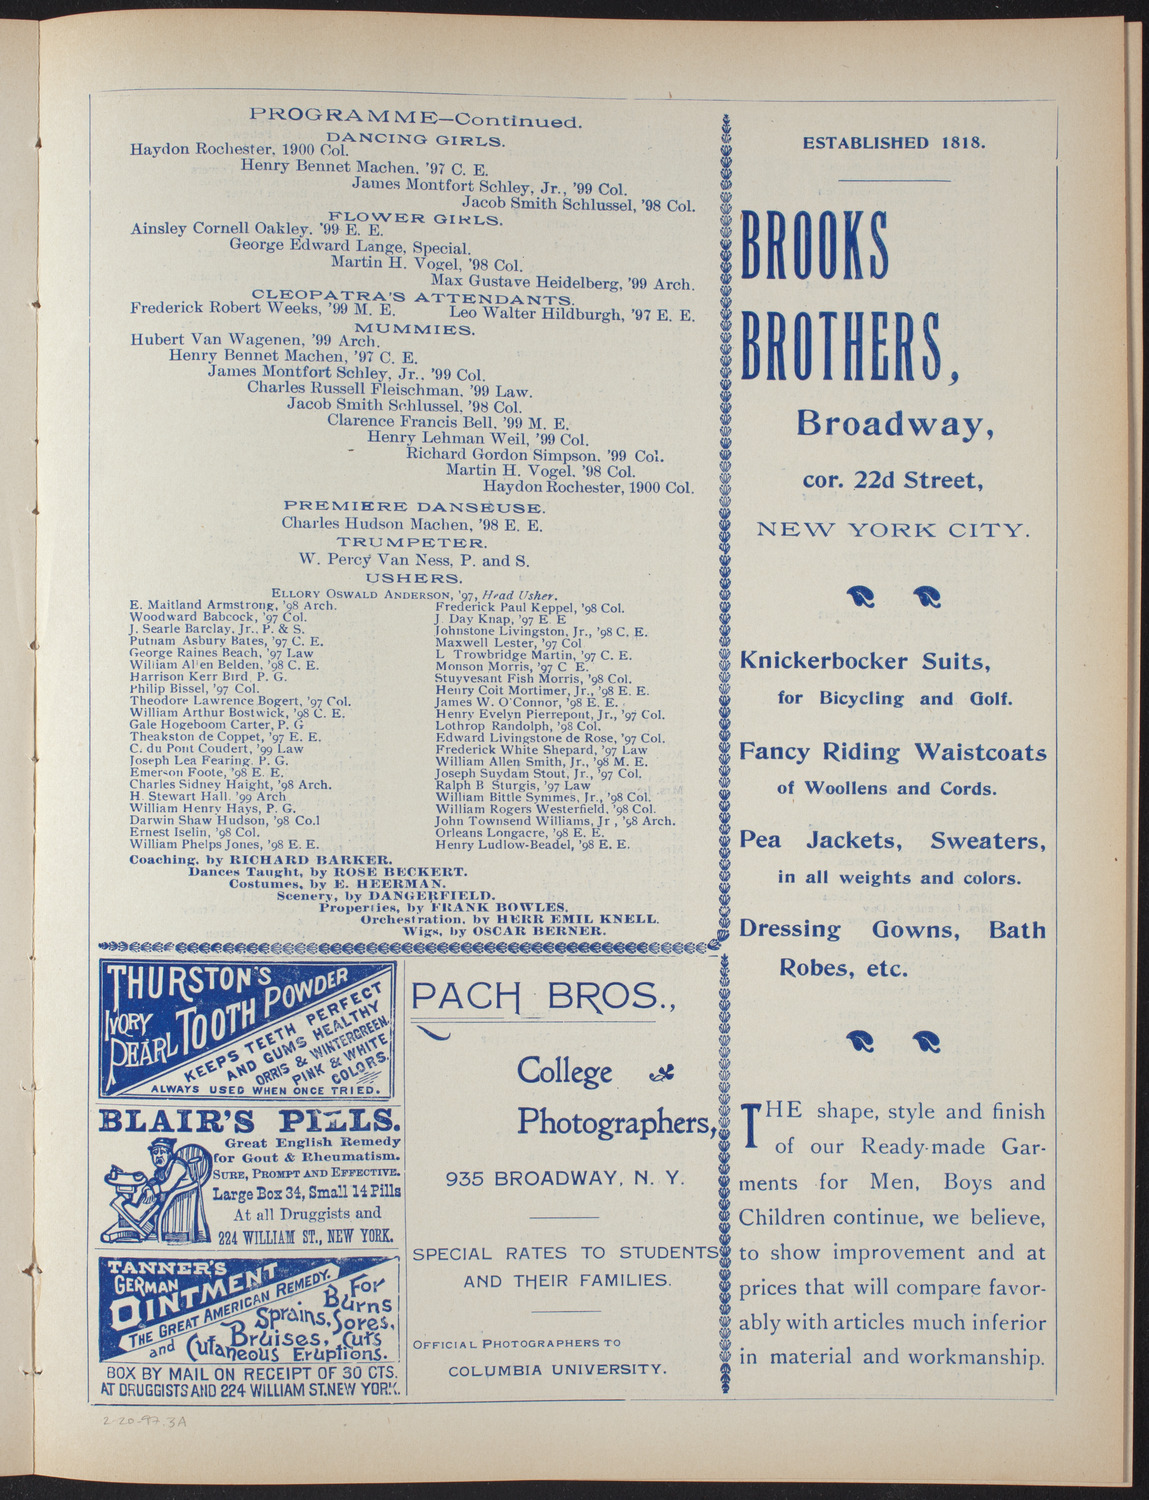 PROGRAMME—Continued.
DANCING GIRLS.
Haydon Rochester, 1900 Col.
Henry Bennet Machen, '97 C. E.
James Montfort Schley, Jr., '99 Col.
Jacob Smith Schlussel, '98 Col.
FLOWER GIRLS.
Ainsley Cornell Oakley, '99 E. E.
George Edward Lange, Special.
Martin H. Vogel, '98 Col.
Max Gustave Heidelberg, '99 Arch.
CLEOPATRA'S ATTENDANTS.
Frederick Robert Weeks, '99 M. E. Leo Walter Hildburgh, '97 E. E.
MUMMIES.
Hubert Van Wagenen, '99 Arch.
Henry Bennet Machen, '97 C. E.
James Montfort Schley, Jr., '99 Col.
Charles Russell Fleischman, '99 Law.
Jacob Smith Schlussel, '98 Col.
Clarence Francis Bell, '99 M. E.
Henry Lehman Weil, '99 Col.
Richard Gordon Simpson, '99 Col.
Martin H. Vogel, '98 Col.
Haydon Rochester, 1900 Col.
PREMIERE DANSEUSE.
Charles Hudson Machen, '98 E. E.
TRUMPETER.
W. Percy Van Ness, P. and S.
USHERS.
ELLORY OSWALD ANDERSON, '97, Head Usher.
E. Maitland Armstrong, '98 Arch.
Woodward Babcock, '97 Col.
J. Searle Barclay, Jr., P. & S.
Putnam Asbury Bates, '97 C. E.
George Raines Beach, '97 Law
William Allen Belden, '98 C. E.
Harrison Kerr Bird, P. G.
Philip Bissel, '97 Col.
Theodore Lawrence Bogert, '97 Col.
William Arthur Bostwick, '98 C. E.
Gale Hogeboom Carter, P. G
Theakston de Coppet, '97 E. E.
C. du Pont Coudert, '99 Law
Joseph Lea Fearing, P. G.
Emerson Foote, '98 E. E.
Charles Sidney Haight, '98 Arch.
H. Stewart Hall, '99 Arch
William Henry Hays, P. G.
Darwin Shaw Hudson, '98 Co.l
Ernest Iselin, '98 Col.
William Phelps Jones, '98 E. E.
Frederick Paul Keppel, '98 Col.
J Day Knap, '97 E. E
Johnstone Livingston, Jr., '98 C. E.
Maxwell Lester, '97 Col
L Trowbridge Martin, '97 C. E.
Monson Morris, '97 C E.
Stuyvesant Fish Morris, '98 Col.
Henry Coit Mortimer, Jr., '98 E. E.
James W. O'Connor, '98 E. E.
Henry Evelyn Pierrepont, Jr., '97 Col.
Lothrop Randolph, '98 Col.
Edward Livingstone de Rose, '97 Col.
Frederick White Shepard, '97 Law
William Allen Smith, Jr., '98 M. E.
Joseph Suydam Stout, Jr., '97 Col.
Ralph B Sturgis, '97 Law
William Bittle Symmes, Jr., '98 Col.
William Rogers Westerfield, '98 Col.
John Townsend Williams, Jr , '98 Arch.
Orleans Longacre, '98 E. E.
Henry Ludlow-Beadel, '98 E. E.
Coaching, by RICHARD BARKER.
Dances Taught, by ROSE BECKERT.
Costumes, by E. HEERMAN.
Scenery, by DANGERFIELD.
Properties, by FRANK BOWLES.
Orchestration, by HERR EMIL KNELL.
Wigs, by OSCAR BERNER.
THURSTON'S
IVORY
PEARL TOOTH POWDER
KEEPS TEETH PERFECT
AND GUMS HEALTHY
ORRIS & WINTERGREEN.
PINK & WHITE
COLORS.
ALWAYS USED WHEN ONCE TRIED.
BLAIR'S PILLS.
Great English Remedy
for Gout & Rheumatism.
SURE, PROMPT AND EFFECTIVE.
Large Box 34, Small 14 Pills
At all Druggists and
224 WILLIAM ST., NEW YORK.
TANNER'S
GERMAN
OINTMENT
THE GREAT AMERICAN REMEDY.
For
Burns
Sprains, Sores,
Bruises, Cuts
and Cutaneous Eruptions.
BOX BY MAIL ON RECEIPT OF 30 CTS.
AT DRUGGISTS AND 224 WILLIAM ST. NEW YORK.
PACH BROS.,
College
Photographers,
935 BROADWAY, N. Y.
SPECIAL RATES TO STUDENTS
AND THEIR FAMILIES.
OFFICIAL PHOTOGRAPHERS TO
COLUMBIA UNIVERSITY.
ESTABLISHED 1818.
BROOKS
BROTHERS,
Broadway,
cor. 22d Street,
NEW YORK CITY.
Knickerbocker Suits,
for Bicycling and Golf.
Fancy Riding Waistcoats
of Woollens and Cords.
Pea Jackets, Sweaters,
in all weights and colors.
Dressing Gowns, Bath
Robes, etc.
THE shape, style and finish
of our Ready-made Gar-
ments for Men, Boys and
Children continue, we believe,
to show improvement and at
prices that will compare favor-
ably with articles much inferior
in material and workmanship.
2-20-97.3A